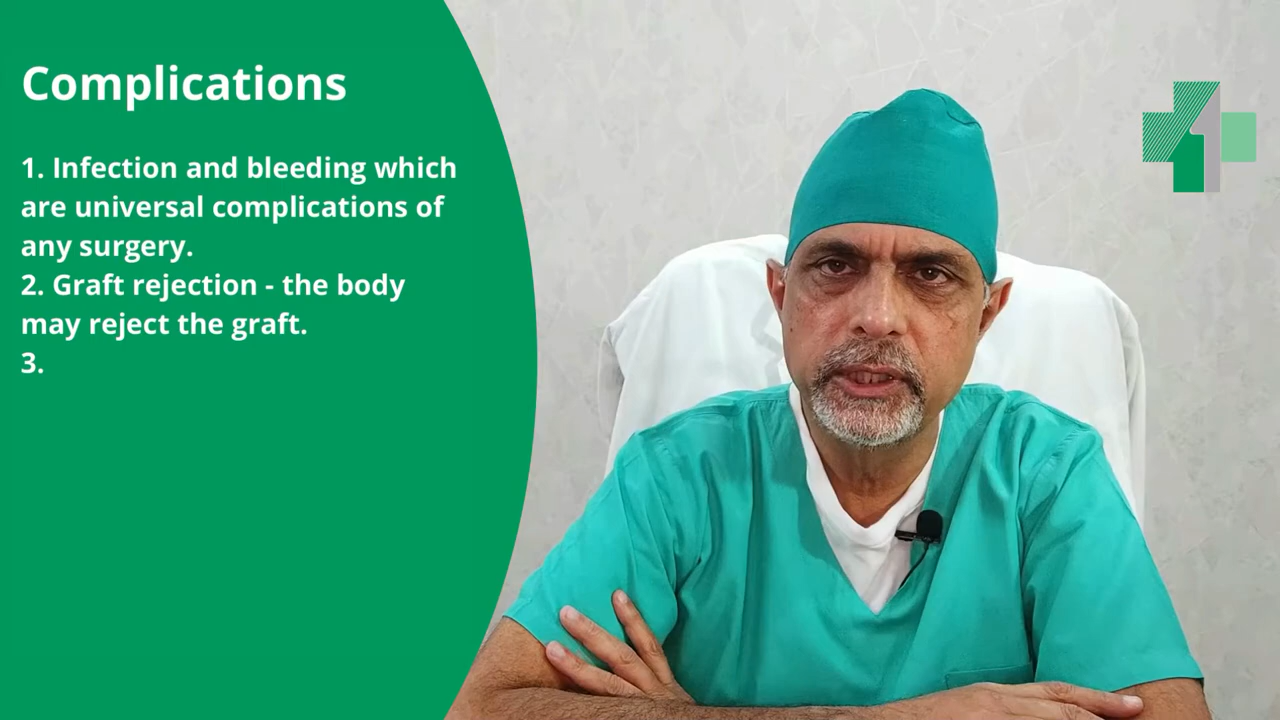 Complications
1. Infection and bleeding which
are universal complications of
any surgery.
2. Graft rejection - the body
may reject the graft.
3.